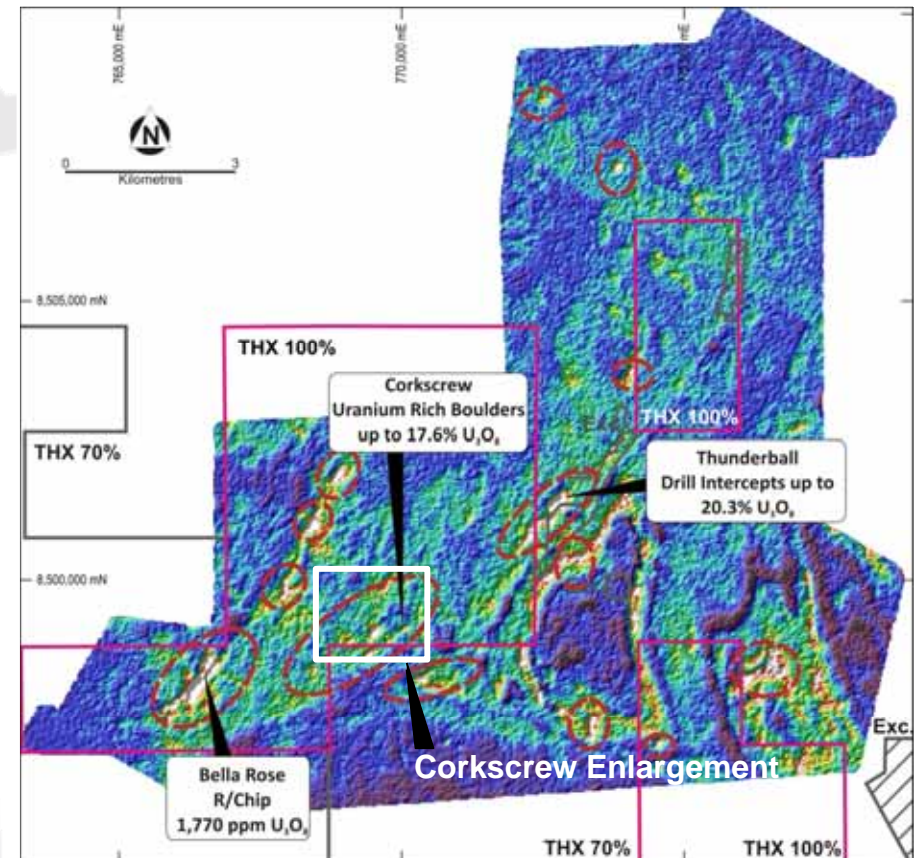 765,000 mE
770,000 mE
N
0 3
Kilometres
8,505,000 mN
THX 100%
Corkscrew
Uranium Rich Boulders
up to 17.6% U₃O₈
THX 70%
THX 100%
Thunderball
Drill Intercepts up to
20.3% U₃O₈
8,500,000 mN
Exc.
Corkscrew Enlargement
Bella Rose
R/Chip
1,770 ppm U₃O₈
THX 70%
THX 100%